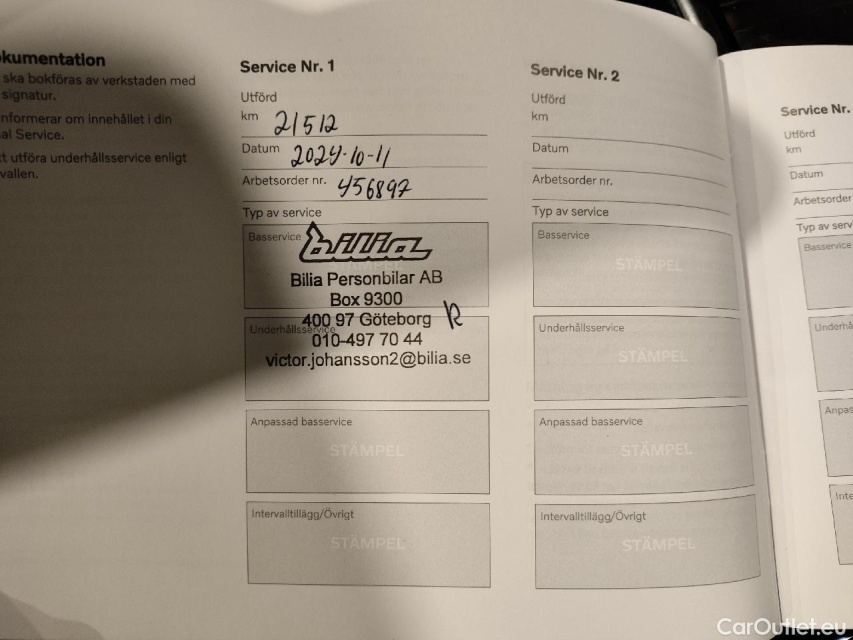 okumentation
ska bokföras av verkstaden med
signatur.
nformerar om innehållet i din
al Service.
t utföra underhållsservice enligt
vallen.
Service Nr. 1
Utförd
km 21512
Datum 2024-10-11
Arbetsorder nr. 456897
Typ av service
Basservice
bilia
Bilia Personbilar AB
Box 9300
400 97 Göteborg
Underhållsservice
010-497 70 44
victor.johansson2@bilia.se
Anpassad basservice
STÄMPEL
Intervalltillägg/Övrigt
STÄMPEL
Service Nr. 2
Utförd
km
Datum
Arbetsorder nr.
Typ av service
Basservice
STÄMPEL
Underhållsservice
STÄMPEL
Anpassad basservice
STÄMPEL
Intervalltillägg/Övrigt
STÄMPEL
Service Nr.
Utförd
km
Datum
Arbetsorder
Typ av serv
Basservice
Underhå
Anpas
Inte
CarOutlet.eu